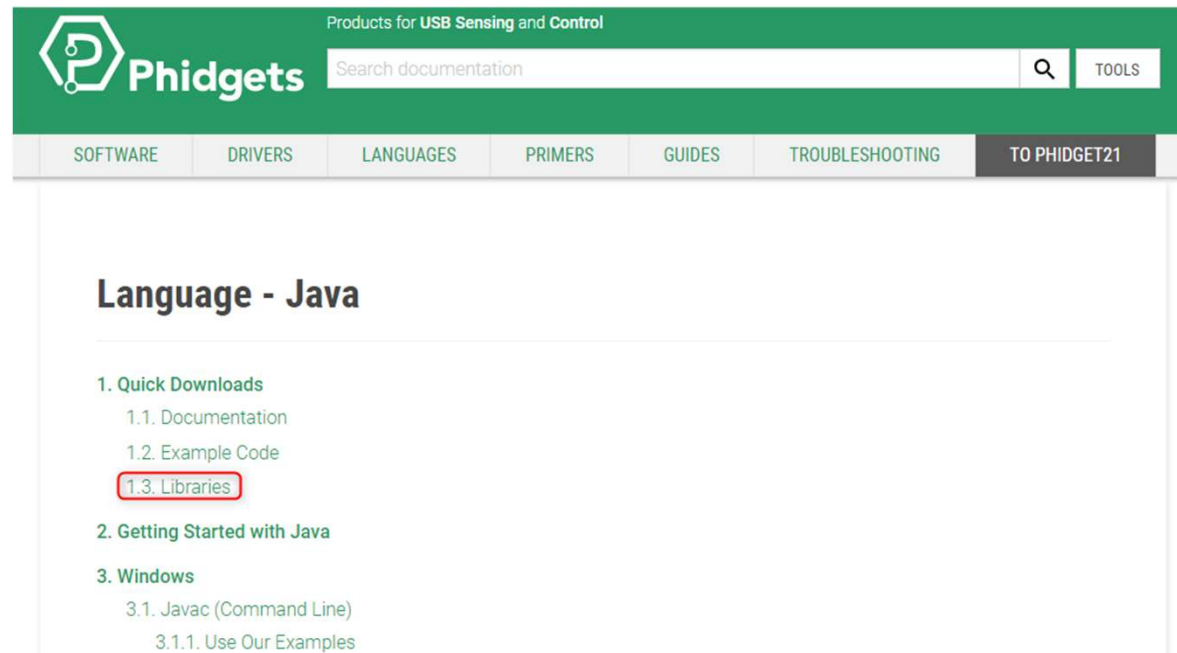 Products for USB Sensing and Control
Phidgets
Search documentation
TOOLS
SOFTWARE
DRIVERS
LANGUAGES
PRIMERS
GUIDES
TROUBLESHOOTING
TO PHIDGET21
Language - Java
1. Quick Downloads
1.1. Documentation
1.2. Example Code
1.3. Libraries
2. Getting Started with Java
3. Windows
3.1. Javac (Command Line)
3.1.1. Use Our Examples